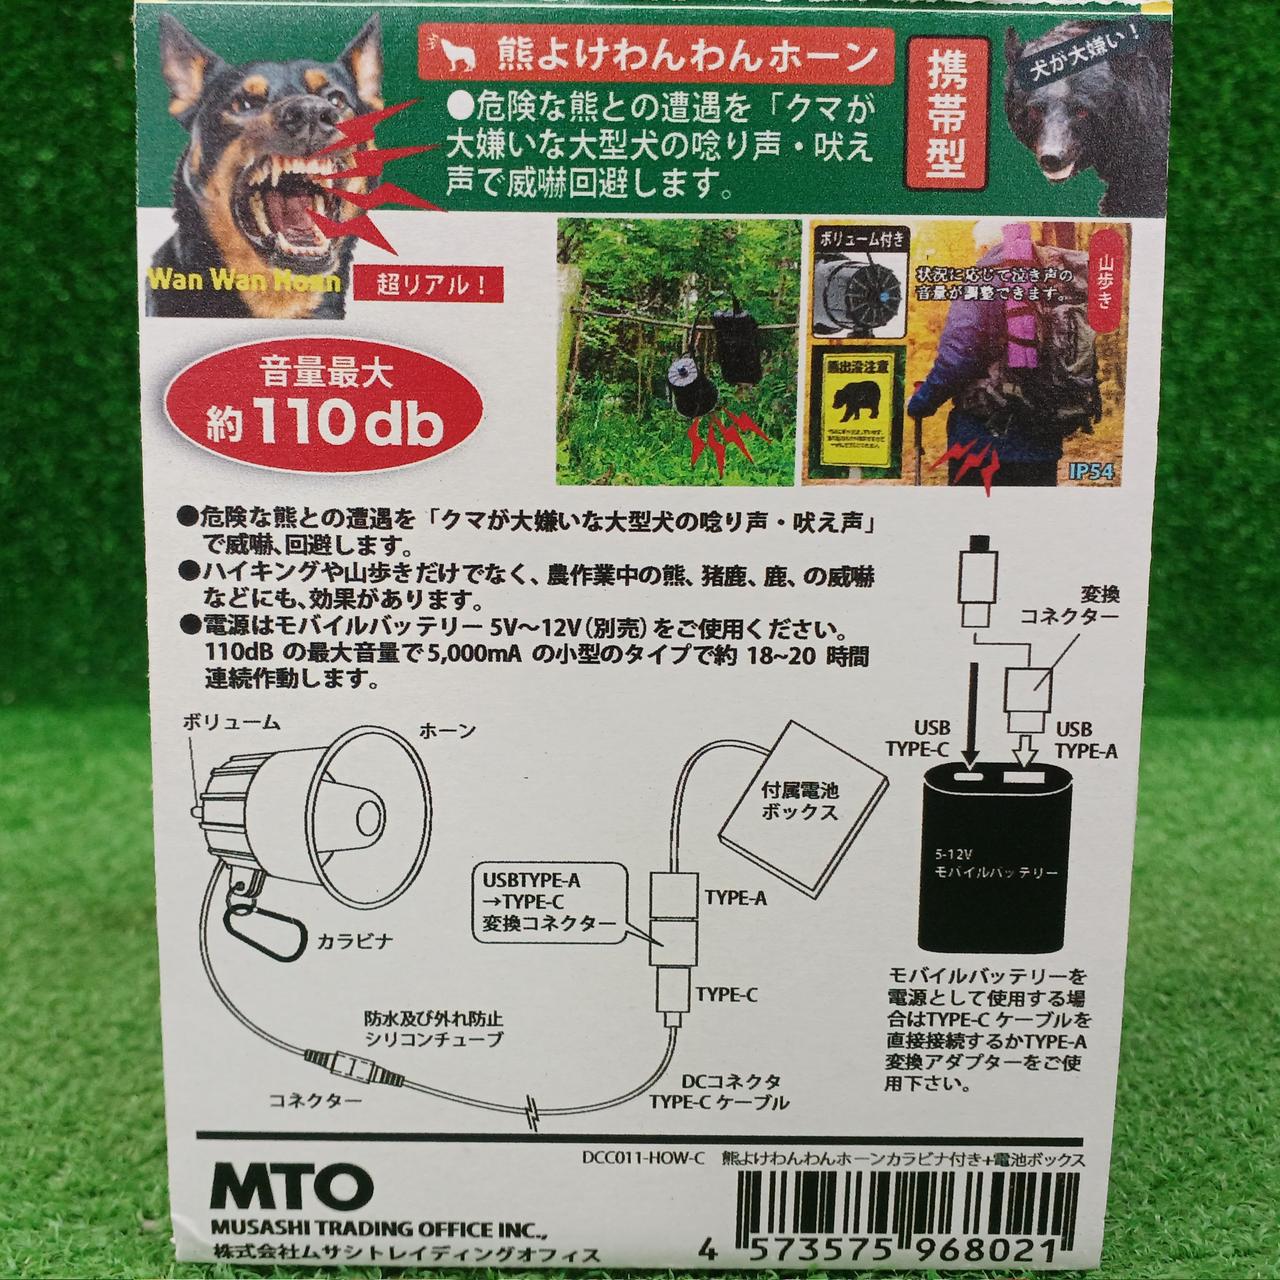 熊よけわんわんホーン
携帯型
犬が大嫌い！
●危険な熊との遭遇を「クマが
大嫌いな大型犬の唸り声・吠え
声で威嚇回避します。
Wan Wan Hoan
超リアル！
ボリューム付き
状況に応じて泣き声の
音量が調整できます。
山歩き
熊出没注意
IP54
音量最大
約110db
●危険な熊との遭遇を「クマが大嫌いな大型犬の唸り声・吠え声」
で威嚇、回避します。
●ハイキングや山歩きだけでなく、農作業中の熊、猪鹿、鹿、の威嚇
などにも、効果があります。
●電源はモバイルバッテリー 5V〜12V（別売）をご使用ください。
110dB の最大音量で5,000mA の小型のタイプで約 18~20 時間
連続作動します。
変換
コネクター
USB
TYPE-C
USB
TYPE-A
5-12V
モバイルバッテリー
モバイルバッテリーを
電源として使用する場
合はTYPE-C ケーブルを
直接接続するかTYPE-A
変換アダプターをご使
用下さい。
ボリューム
ホーン
カラビナ
付属電池
ボックス
USBTYPE-A
→TYPE-C
変換コネクター
TYPE-A
TYPE-C
防水及び外れ防止
シリコンチューブ
コネクター
DCコネクタ
TYPE-C ケーブル
DCC011-HOW-C 熊よけわんわんホーンカラビナ付き+電池ボックス
MTO
MUSASHI TRADING OFFICE INC.,
株式会社ムサシトレイディングオフィス
4 573575 968021